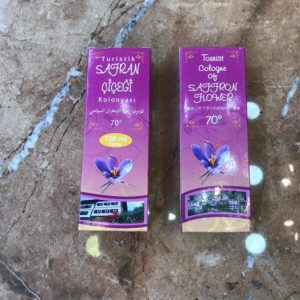 Turistik
SAFRAN
ÇİÇEĞİ
Kolonyası
70°
150 ml
Tourist
Cologne
Of
SAFFRON
FLOWER
70°